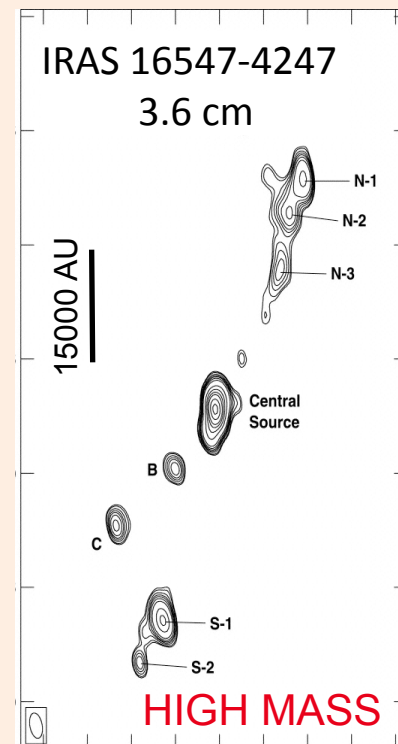 IRAS 16547-4247
3.6 cm
N-1
N-2
N-3
15000 AU
Central
Source
B
C
S-1
S-2
HIGH MASS